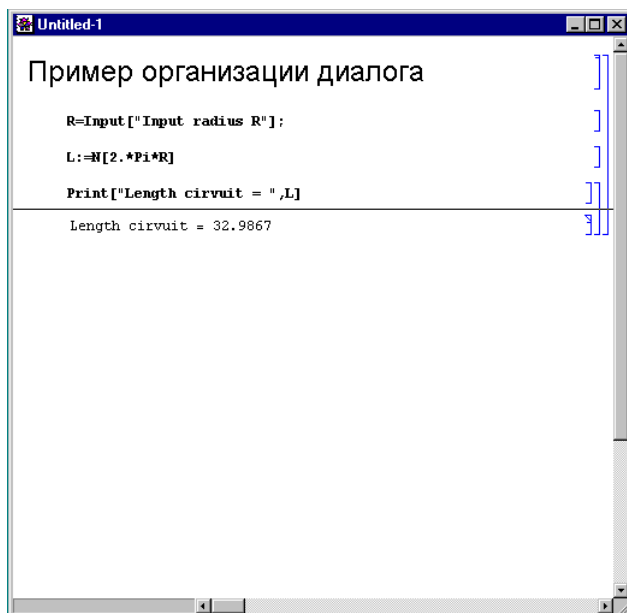 Untitled-1
Пример организации диалога
R=Input["Input radius R"];
L:=N[2.*Pi*R]
Print["Length cirvuit = ",L]
Length cirvuit = 32.9867